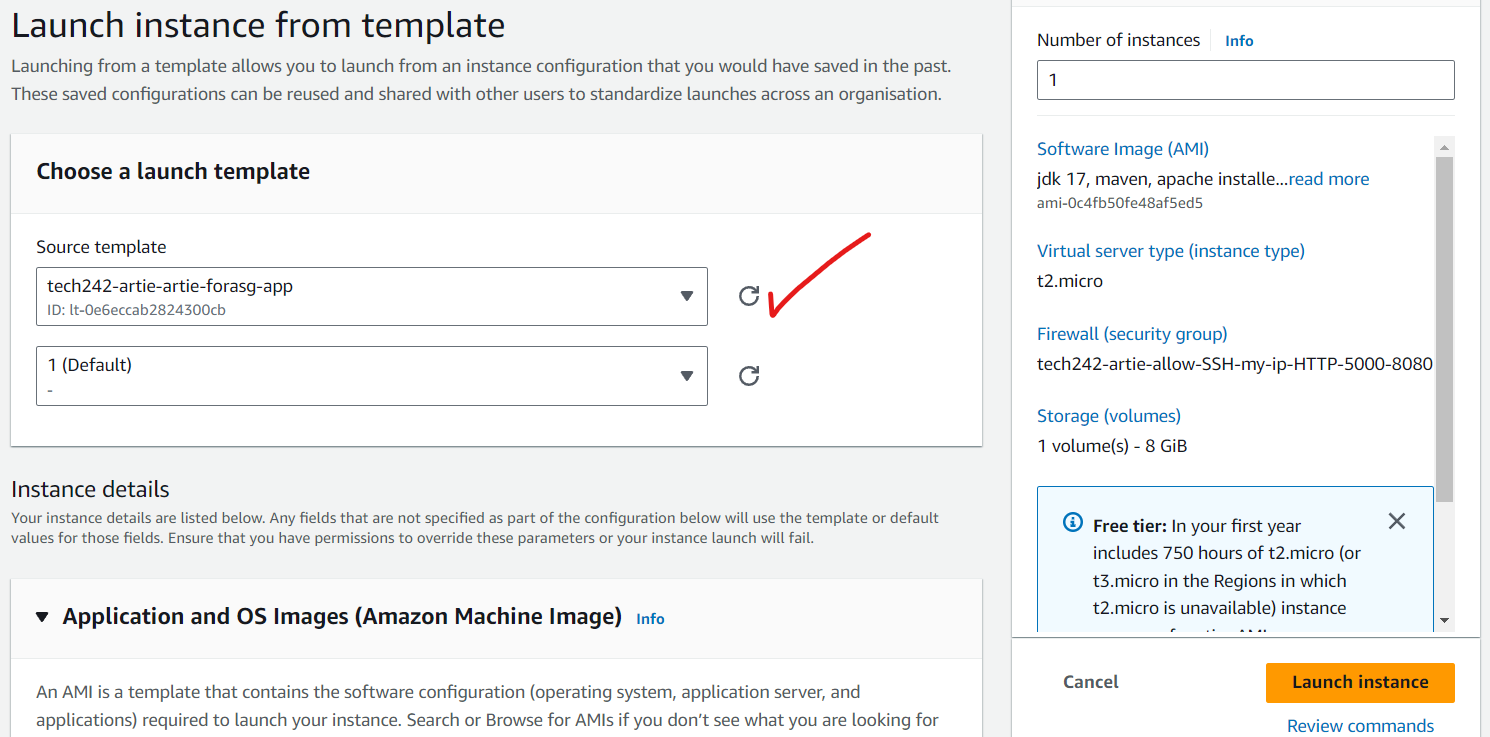 Launch instance from template
Launching from a template allows you to launch from an instance configuration that you would have saved in the past.
These saved configurations can be reused and shared with other users to standardize launches across an organisation.
Choose a launch template
Source template
tech242-artie-artie-forasg-app
ID: lt-0e6eccab2824300cb
1 (Default)
-
Instance details
Your instance details are listed below. Any fields that are not specified as part of the configuration below will use the template or default
values for those fields. Ensure that you have permissions to override these parameters or your instance launch will fail.
Application and OS Images (Amazon Machine Image) Info
An AMI is a template that contains the software configuration (operating system, application server, and
applications) required to launch your instance. Search or Browse for AMIs if you don’t see what you are looking for
Number of instances Info
1
Software Image (AMI)
jdk 17, maven, apache installe...read more
ami-0c4fb50fe48af5ed5
Virtual server type (instance type)
t2.micro
Firewall (security group)
tech242-artie-allow-SSH-my-ip-HTTP-5000-8080
Storage (volumes)
1 volume(s) - 8 GiB
Free tier: In your first year
includes 750 hours of t2.micro (or
t3.micro in the Regions in which
t2.micro is unavailable) instance
Cancel
Launch instance
Review commands